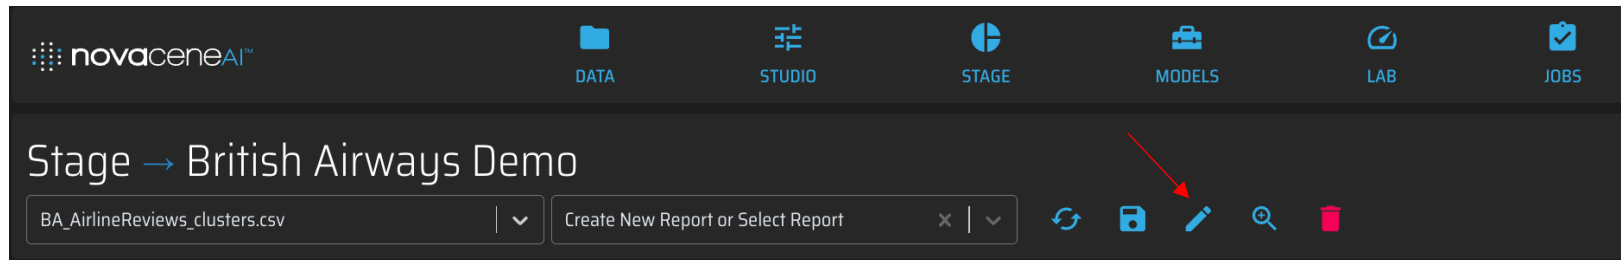 novaceneAI™
DATA
STUDIO
STAGE
MODELS
LAB
JOBS
Stage → British Airways Demo
BA_AirlineReviews_clusters.csv
Create New Report or Select Report